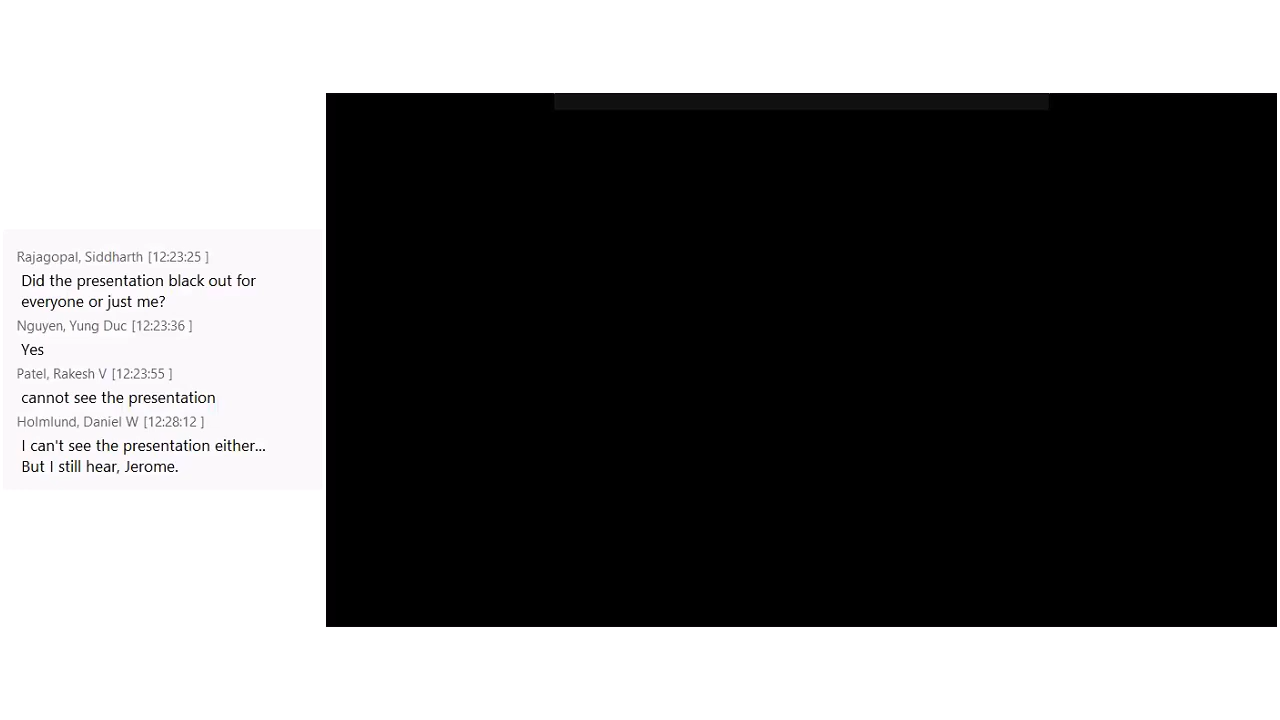 Rajagopal, Siddharth [12:23:25 ]
Did the presentation black out for
everyone or just me?
Nguyen, Yung Duc [12:23:36 ]
Yes
Patel, Rakesh V [12:23:55 ]
cannot see the presentation
Holmlund, Daniel W [12:28:12 ]
I can't see the presentation either...
But I still hear, Jerome.